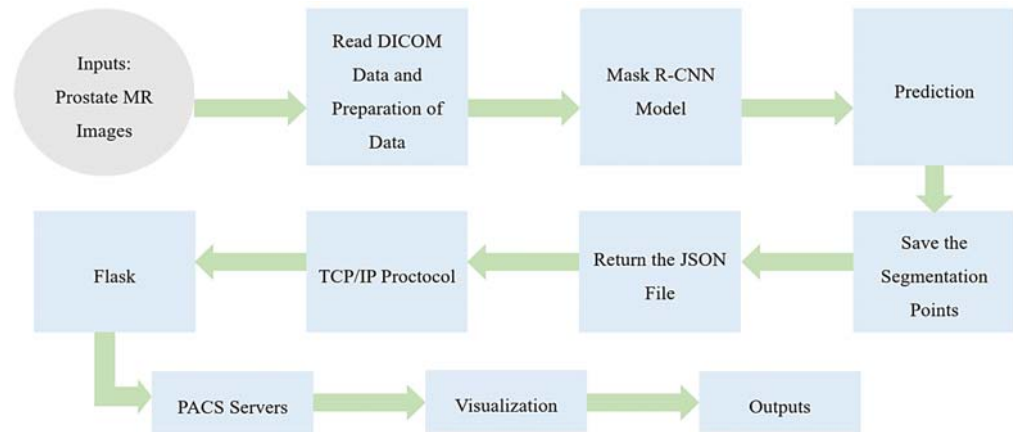 Inputs:
Prostate MR
Images
Read DICOM
Data and
Preparation of
Data
Mask R-CNN
Model
Prediction
Save the
Segmentation
Points
Return the JSON
File
TCP/IP Proctocol
Flask
PACS Servers
Visualization
Outputs